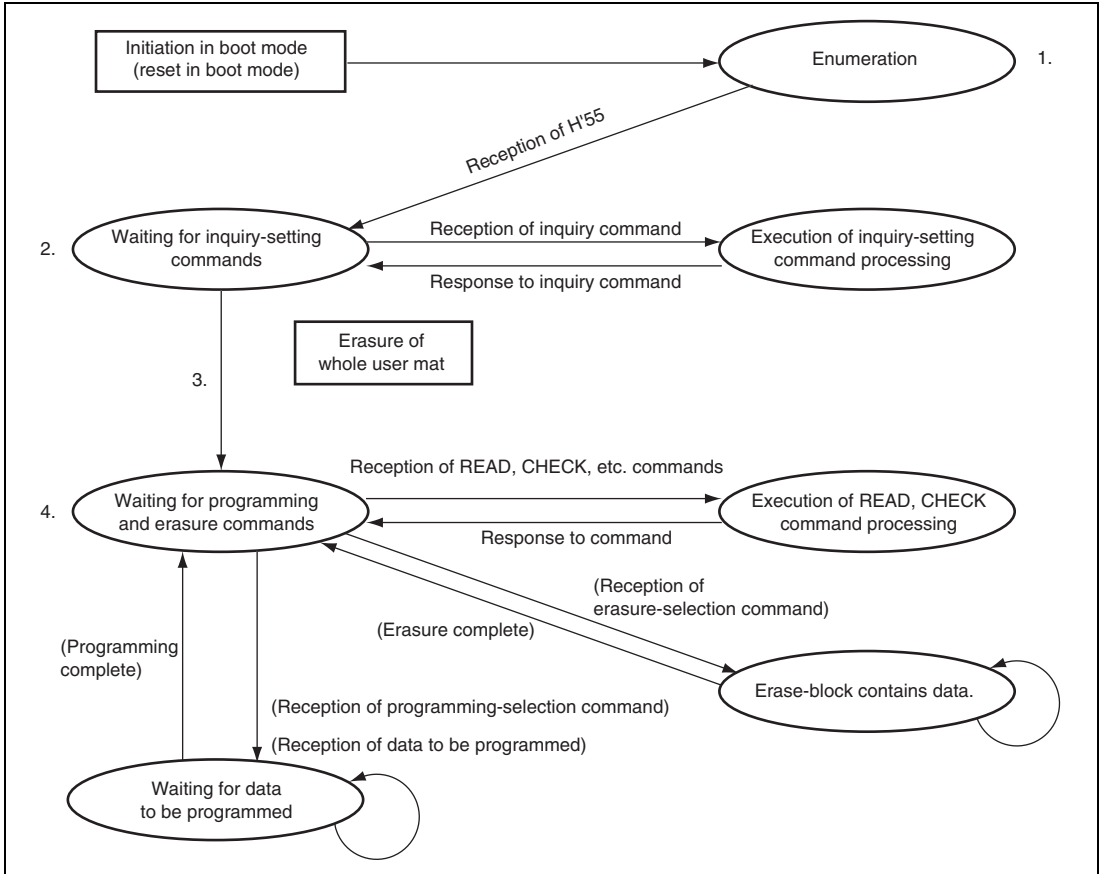 Initiation in boot mode
(reset in boot mode)
Enumeration
1.
Reception of H'55
2.
Waiting for inquiry-setting
commands
Reception of inquiry command
Response to inquiry command
Execution of inquiry-setting
command processing
Erasure of
whole user mat
3.
Reception of READ, CHECK, etc. commands
4.
Waiting for programming
and erasure commands
Response to command
Execution of READ, CHECK
command processing
(Reception of
erasure-selection command)
(Erasure complete)
(Programming
complete)
Erase-block contains data.
(Reception of programming-selection command)
(Reception of data to be programmed)
Waiting for data
to be programmed